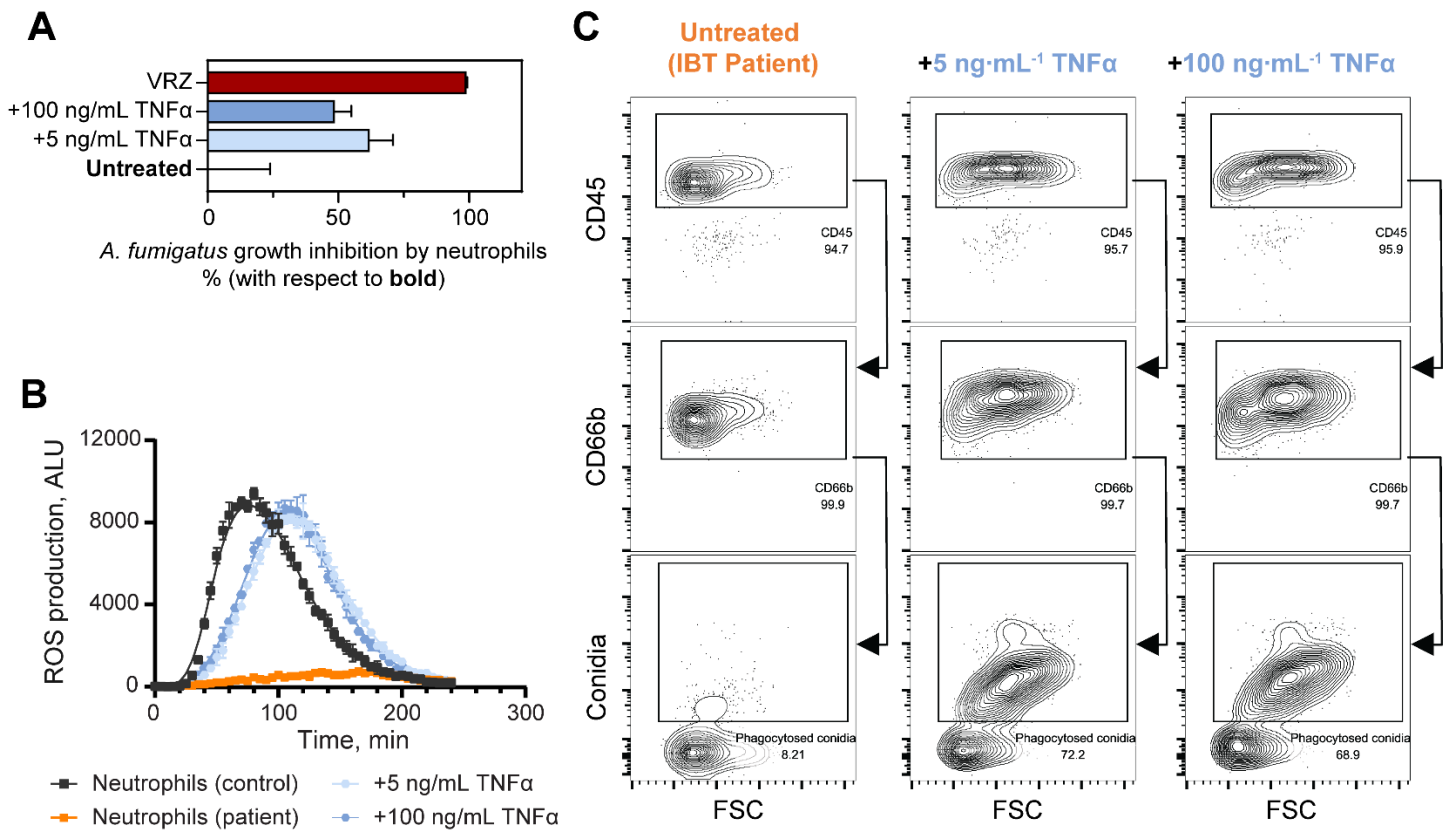 A
VRZ
+100 ng/mL TNFα
+5 ng/mL TNFα
Untreated
0
50
100
A. fumigatus growth inhibition by neutrophils
% (with respect to bold)
B
ROS production, ALU
12000
8000
4000
0
0
100
200
300
Time, min
Neutrophils (control)
+5 ng/mL TNFα
Neutrophils (patient)
+100 ng/mL TNFα
C
Untreated
(IBT Patient)
+5 ng·mL⁻¹ TNFα
+100 ng·mL⁻¹ TNFα
CD45
CD45
94.7
CD45
95.7
CD45
95.9
CD66b
CD66b
99.9
CD66b
99.7
CD66b
99.7
Conidia
Phagocytosed conidia
8.21
Phagocytosed conidia
72.2
Phagocytosed conidia
68.9
FSC
FSC
FSC